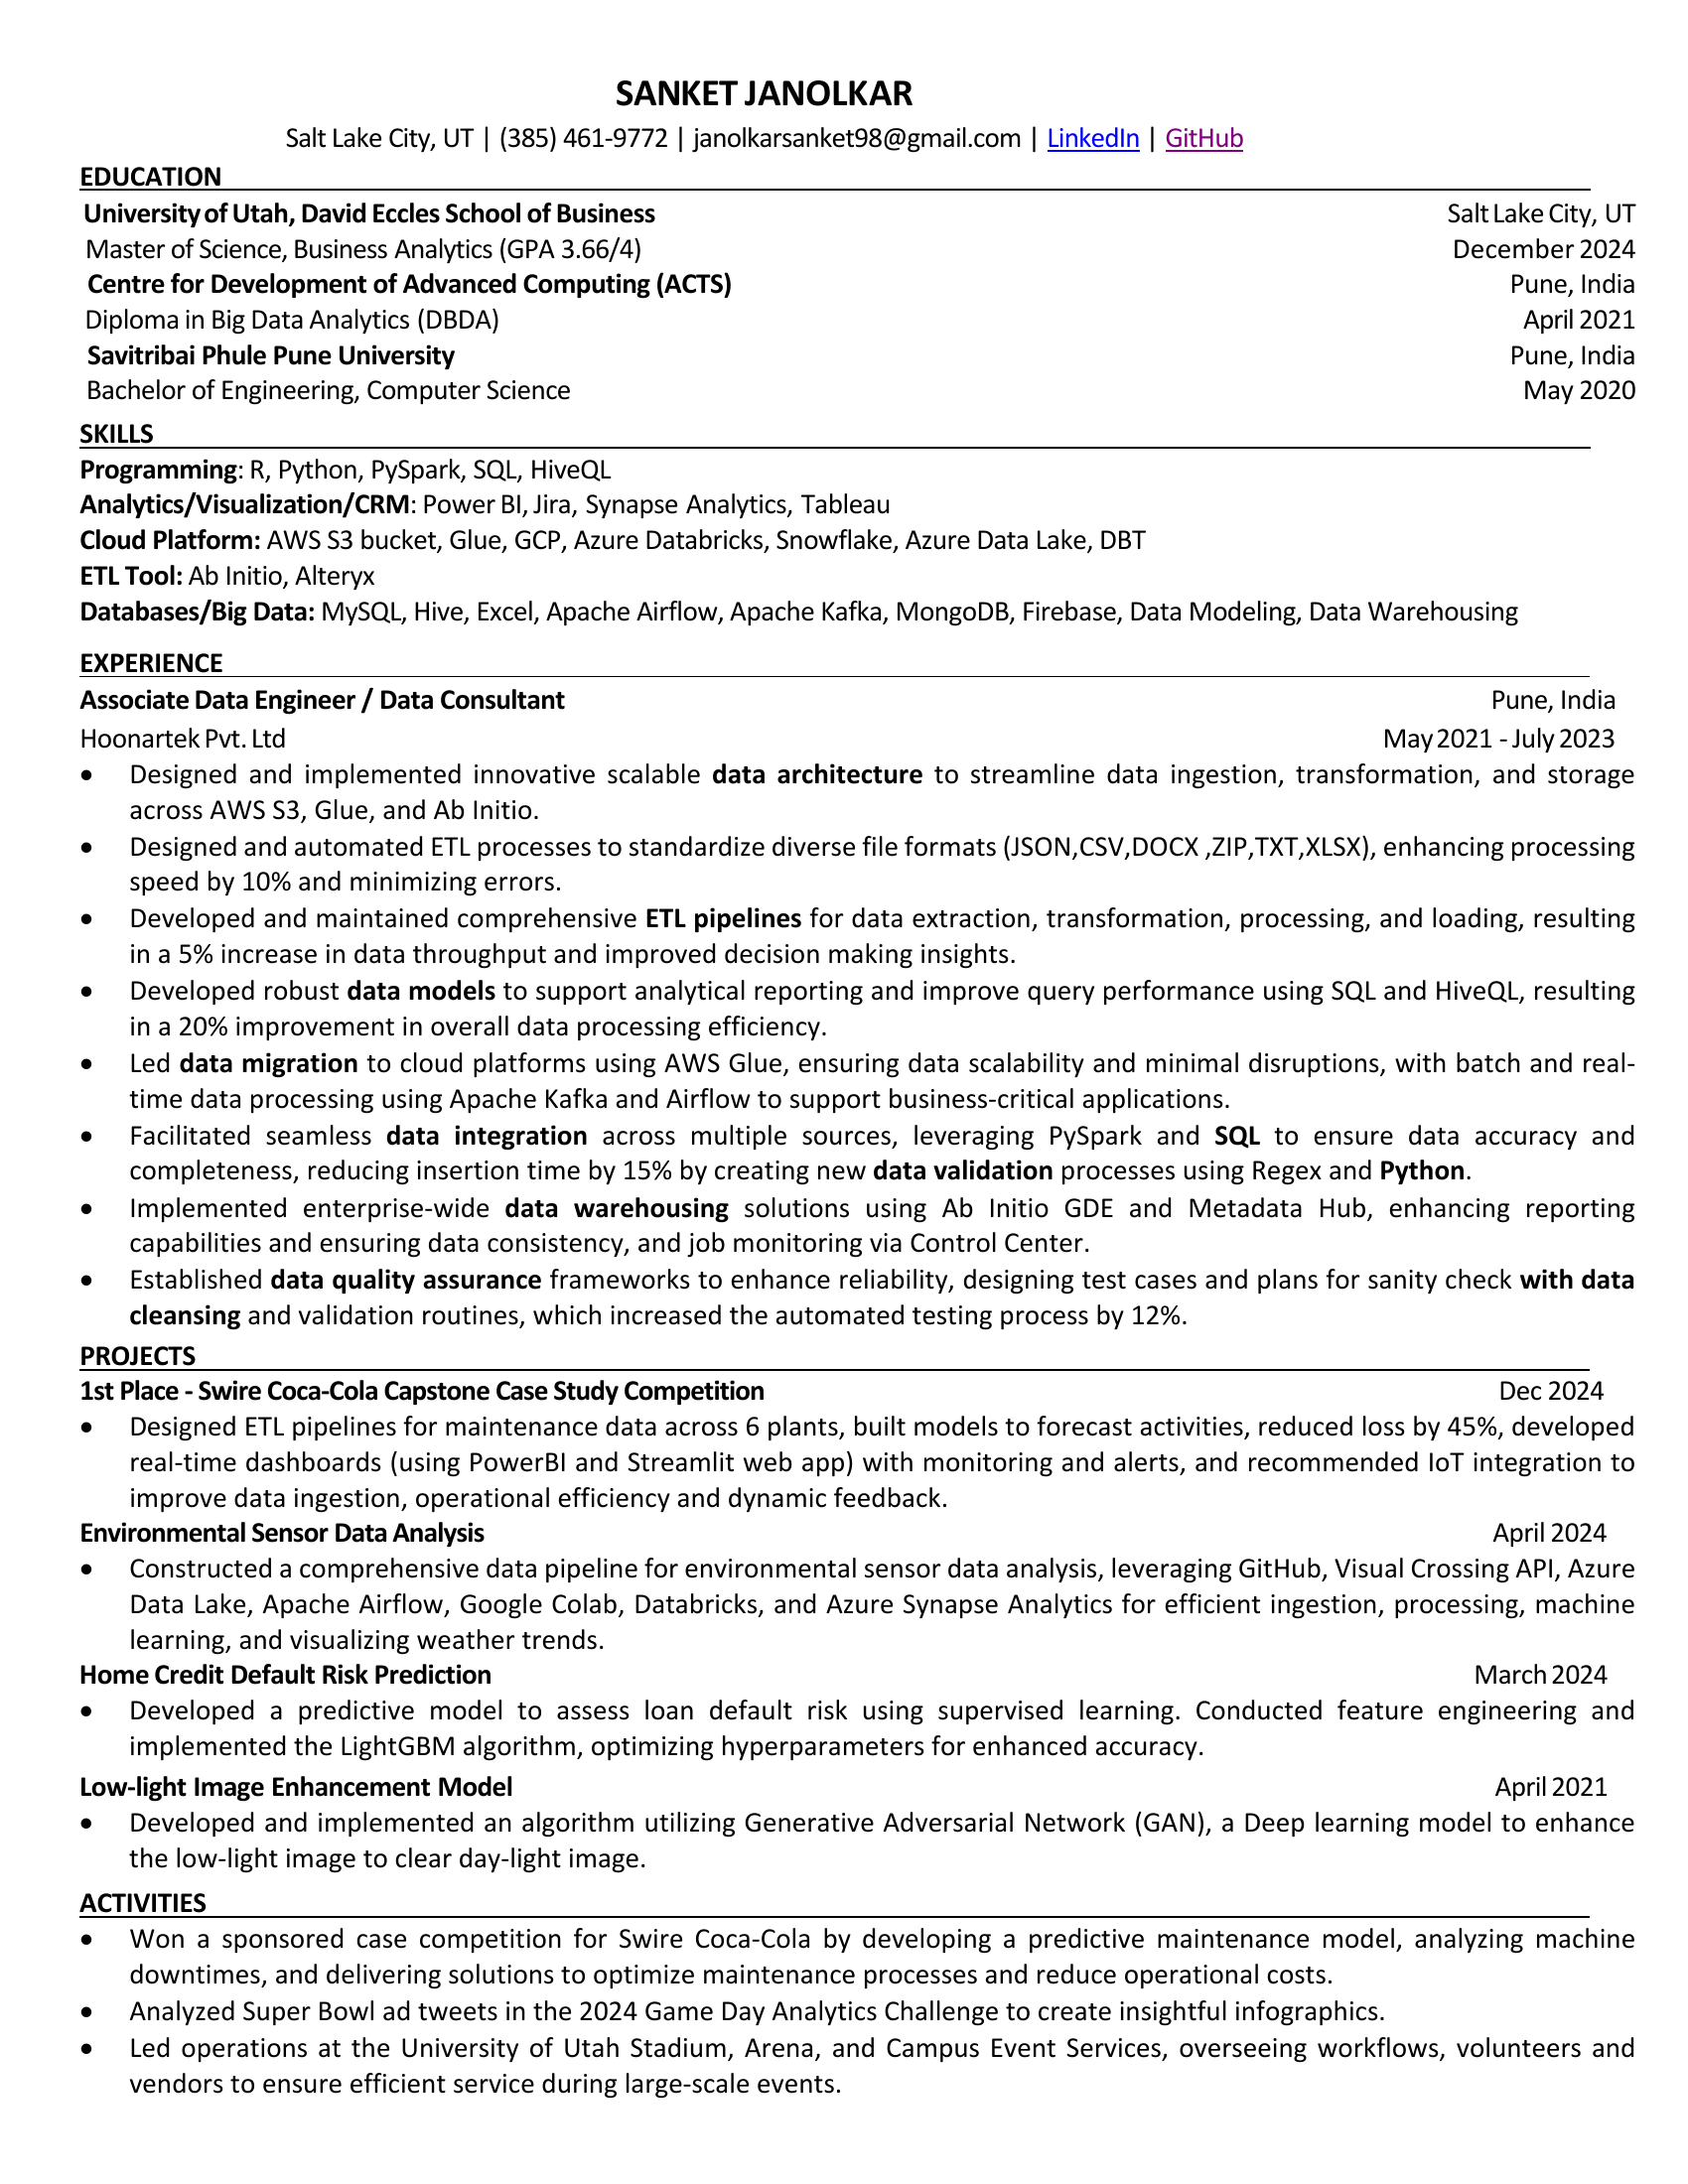 SANKET JANOLKAR
Salt Lake City, UT | (385) 461-9772 | janolkarsanket98@gmail.com | LinkedIn | GitHub
EDUCATION
University of Utah, David Eccles School of Business Salt Lake City, UT
Master of Science, Business Analytics (GPA 3.66/4) December 2024
Centre for Development of Advanced Computing (ACTS) Pune, India
Diploma in Big Data Analytics (DBDA) April 2021
Savitribai Phule Pune University Pune, India
Bachelor of Engineering, Computer Science May 2020
SKILLS
Programming: R, Python, PySpark, SQL, HiveQL
Analytics/Visualization/CRM: Power BI, Jira, Synapse Analytics, Tableau
Cloud Platform: AWS S3 bucket, Glue, GCP, Azure Databricks, Snowflake, Azure Data Lake, DBT
ETL Tool: Ab Initio, Alteryx
Databases/Big Data: MySQL, Hive, Excel, Apache Airflow, Apache Kafka, MongoDB, Firebase, Data Modeling, Data Warehousing
EXPERIENCE
Associate Data Engineer / Data Consultant Pune, India
Hoonartek Pvt. Ltd May 2021 - July 2023
• Designed and implemented innovative scalable data architecture to streamline data ingestion, transformation, and storage
across AWS S3, Glue, and Ab Initio.
• Designed and automated ETL processes to standardize diverse file formats (JSON,CSV,DOCX ,ZIP,TXT,XLSX), enhancing processing
speed by 10% and minimizing errors.
• Developed and maintained comprehensive ETL pipelines for data extraction, transformation, processing, and loading, resulting
in a 5% increase in data throughput and improved decision making insights.
• Developed robust data models to support analytical reporting and improve query performance using SQL and HiveQL, resulting
in a 20% improvement in overall data processing efficiency.
• Led data migration to cloud platforms using AWS Glue, ensuring data scalability and minimal disruptions, with batch and real-
time data processing using Apache Kafka and Airflow to support business-critical applications.
• Facilitated seamless data integration across multiple sources, leveraging PySpark and SQL to ensure data accuracy and
completeness, reducing insertion time by 15% by creating new data validation processes using Regex and Python.
• Implemented enterprise-wide data warehousing solutions using Ab Initio GDE and Metadata Hub, enhancing reporting
capabilities and ensuring data consistency, and job monitoring via Control Center.
• Established data quality assurance frameworks to enhance reliability, designing test cases and plans for sanity check with data
cleansing and validation routines, which increased the automated testing process by 12%.
PROJECTS
1st Place - Swire Coca-Cola Capstone Case Study Competition Dec 2024
• Designed ETL pipelines for maintenance data across 6 plants, built models to forecast activities, reduced loss by 45%, developed
real-time dashboards (using PowerBI and Streamlit web app) with monitoring and alerts, and recommended IoT integration to
improve data ingestion, operational efficiency and dynamic feedback.
Environmental Sensor Data Analysis April 2024
• Constructed a comprehensive data pipeline for environmental sensor data analysis, leveraging GitHub, Visual Crossing API, Azure
Data Lake, Apache Airflow, Google Colab, Databricks, and Azure Synapse Analytics for efficient ingestion, processing, machine
learning, and visualizing weather trends.
Home Credit Default Risk Prediction March 2024
• Developed a predictive model to assess loan default risk using supervised learning. Conducted feature engineering and
implemented the LightGBM algorithm, optimizing hyperparameters for enhanced accuracy.
Low-light Image Enhancement Model April 2021
• Developed and implemented an algorithm utilizing Generative Adversarial Network (GAN), a Deep learning model to enhance
the low-light image to clear day-light image.
ACTIVITIES
• Won a sponsored case competition for Swire Coca-Cola by developing a predictive maintenance model, analyzing machine
downtimes, and delivering solutions to optimize maintenance processes and reduce operational costs.
• Analyzed Super Bowl ad tweets in the 2024 Game Day Analytics Challenge to create insightful infographics.
• Led operations at the University of Utah Stadium, Arena, and Campus Event Services, overseeing workflows, volunteers and
vendors to ensure efficient service during large-scale events.